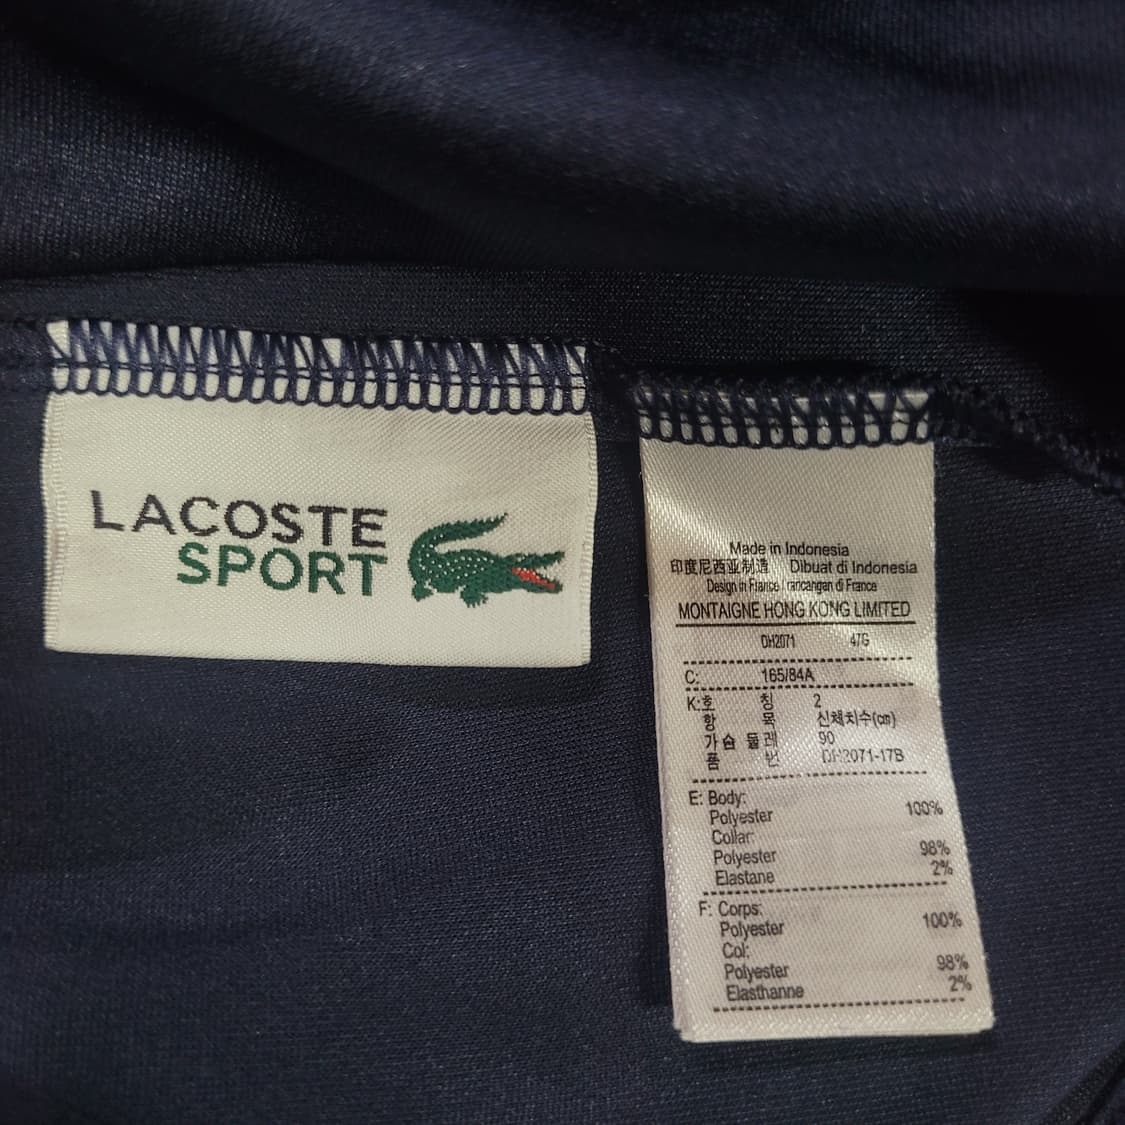 LACOSTE
SPORT
Made in Indonesia
印度尼西亚制造 Dibuat di Indonesia
Design in France Francangan di France
MONTAIGNE HONG KONG LIMITED
DH2071 47G
C: 165/84A
K:호 칭 2
항 목 신체치수(cm)
가슴 둘레 90
품 번 DH2071-17B
E: Body:
Polyester 100%
Collar:
Polyester 98%
Elastane 2%
F: Corps:
Polyester 100%
Col:
Polyester 98%
Elasthanne 2%